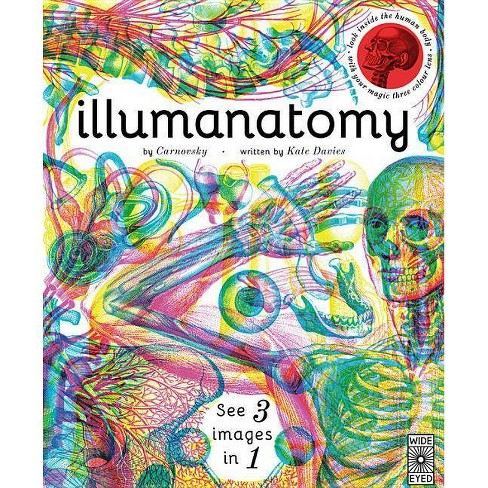 look inside the human body •
with your magic three colour lens •
illumanatomy
by Carnovsky • written by Kate Davies
See 3
images
in 1
WIDE
EYED